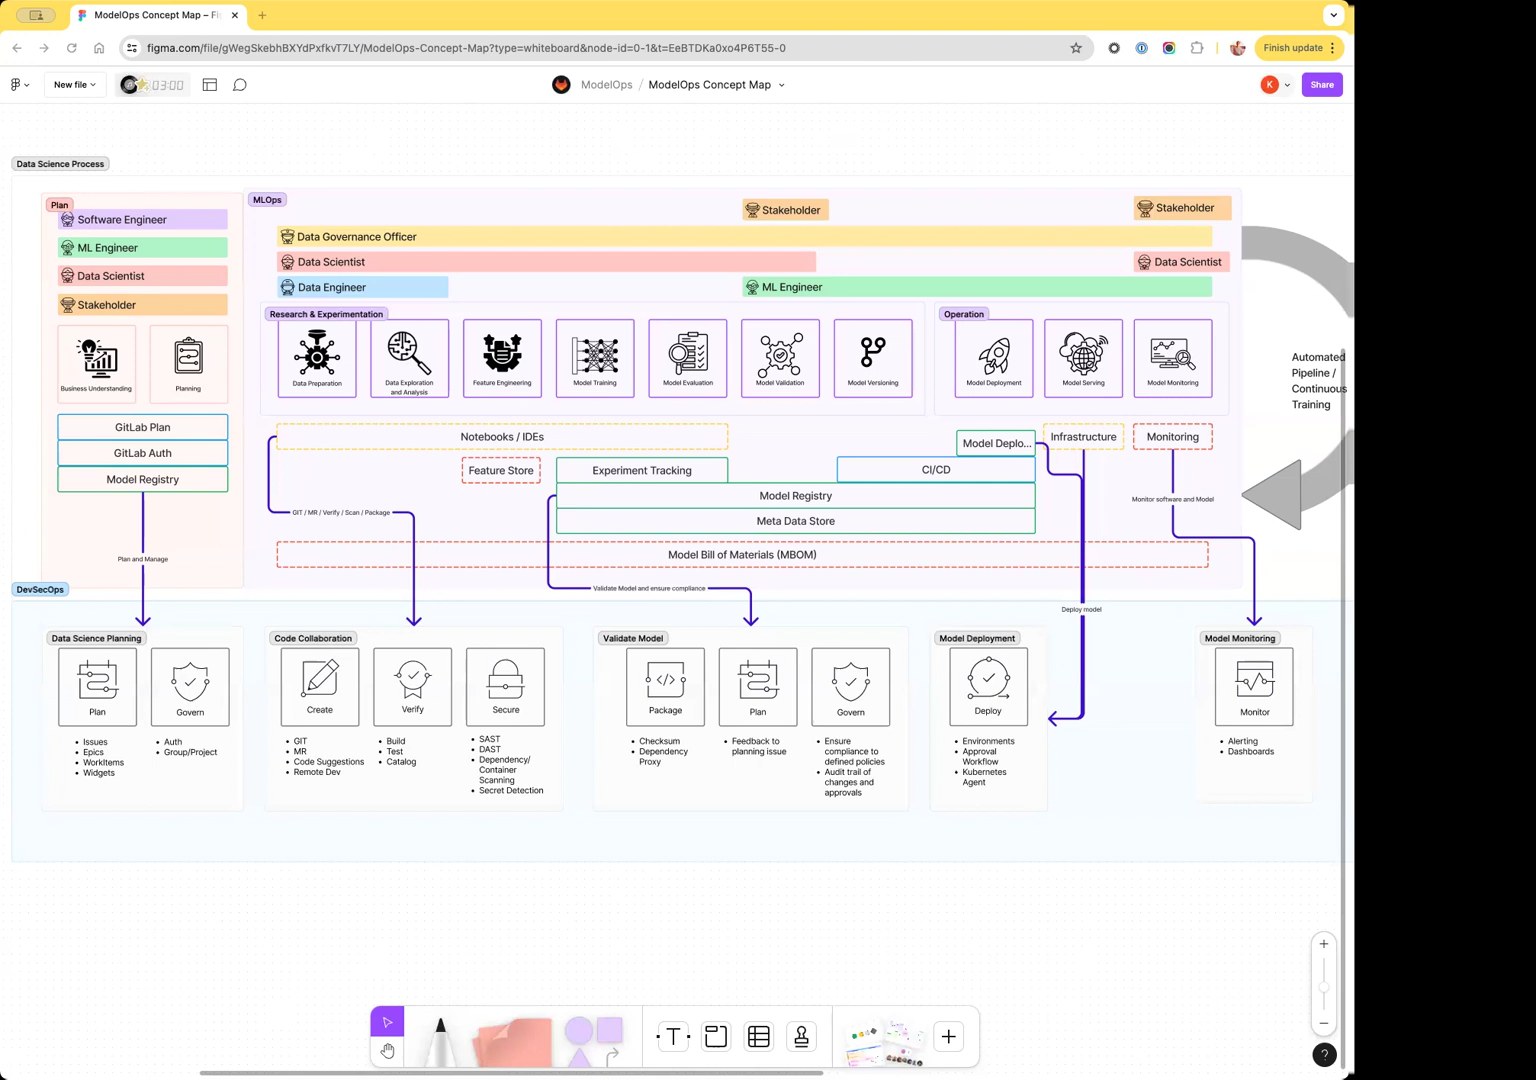 ModelOps Concept Map – Fi
figma.com/file/gWegSkebhBXYdPxfkvT7LY/ModelOps-Concept-Map?type=whiteboard&node-id=0-1&t=EeBTDKa0xo4P6T55-0
Finish update
New file
03:00
ModelOps / ModelOps Concept Map
K
Share
Data Science Process
Plan
Software Engineer
ML Engineer
Data Scientist
Stakeholder
Business Understanding
Planning
GitLab Plan
GitLab Auth
Model Registry
Plan and Manage
MLOps
Stakeholder
Stakeholder
Data Governance Officer
Data Scientist
Data Scientist
Data Engineer
ML Engineer
Research & Experimentation
Data Preparation
Data Exploration
and Analysis
Feature Engineering
Model Training
Model Evaluation
Model Validation
Model Versioning
Operation
Model Deployment
Model Serving
Model Monitoring
Automated
Pipeline /
Continuous
Training
Notebooks / IDEs
Model Deplo...
Infrastructure
Monitoring
Feature Store
Experiment Tracking
CI/CD
Model Registry
Meta Data Store
Monitor software and Model
GIT / MR / Verify / Scan / Package
Model Bill of Materials (MBOM)
Validate Model and ensure compliance
Deploy model
DevSecOps
Data Science Planning
Plan
• Issues
• Epics
• WorkItems
• Widgets
Govern
• Auth
• Group/Project
Code Collaboration
Create
• GIT
• MR
• Code Suggestions
• Remote Dev
Verify
• Build
• Test
• Catalog
Secure
• SAST
• DAST
• Dependency/
Container
Scanning
• Secret Detection
Validate Model
</>
Package
• Checksum
• Dependency
Proxy
Plan
• Feedback to
planning issue
Govern
• Ensure
compliance to
defined policies
• Audit trail of
changes and
approvals
Model Deployment
Deploy
• Environments
• Approval
Workflow
• Kubernetes
Agent
Model Monitoring
Monitor
• Alerting
• Dashboards
T
?